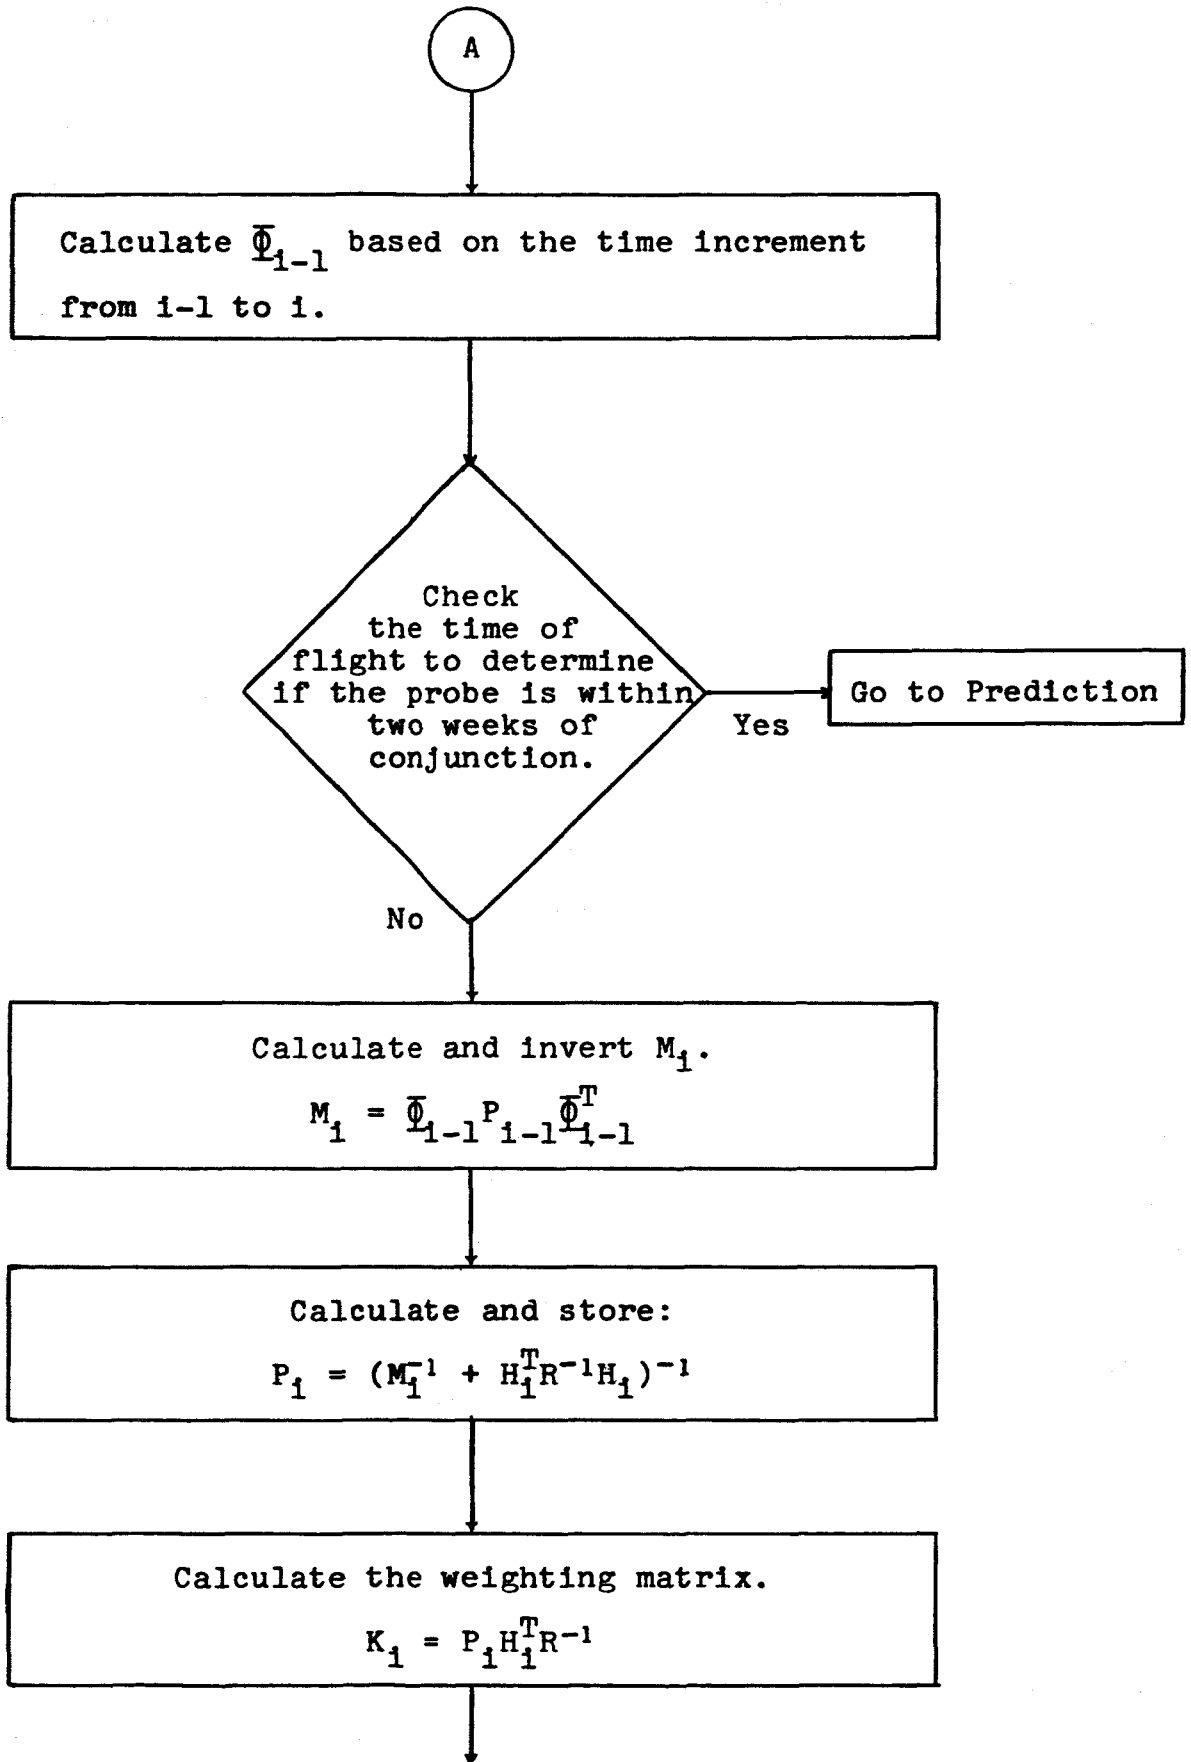 A
Calculate Φ̄_{i-1} based on the time increment
from i-1 to i.
Check
the time of
flight to determine
if the probe is within
two weeks of
conjunction.
Yes
Go to Prediction
No
Calculate and invert M_i.
M_i = Φ̄_{i-1}P_{i-1}Φ̄^T_{i-1}
Calculate and store:
P_i = (M_i^{-1} + H_i^T R^{-1}H_i)^{-1}
Calculate the weighting matrix.
K_i = P_i H_i^T R^{-1}